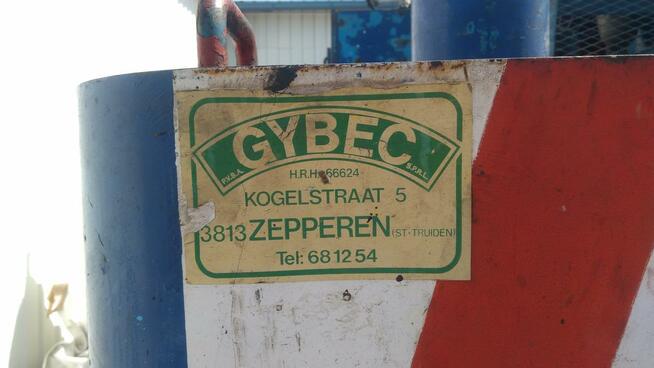 GYBEC
P.V.B.A. S.P.R.L.
H.R.H. 66624
KOGELSTRAAT 5
3813 ZEPPEREN (ST-TRUIDEN)
Tel: 68 12 54